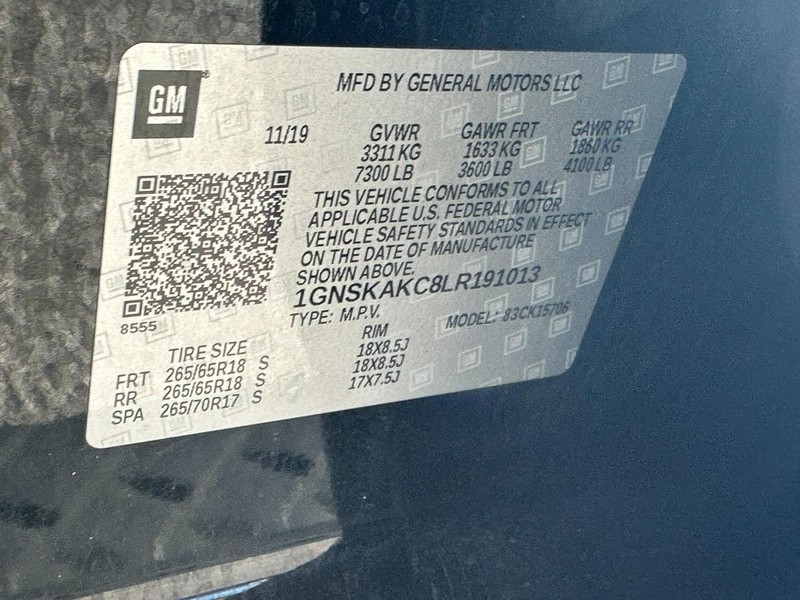 GM
MFD BY GENERAL MOTORS LLC
11/19 GVWR GAWR FRT GAWR RR
3311 KG 1633 KG 1860 KG
7300 LB 3600 LB 4100 LB
THIS VEHICLE CONFORMS TO ALL
APPLICABLE U.S. FEDERAL MOTOR
VEHICLE SAFETY STANDARDS IN EFFECT
ON THE DATE OF MANUFACTURE
SHOWN ABOVE.
1GNSKAKC8LR191013
TYPE: M.P.V. MODEL: 83CK15706
8555
TIRE SIZE RIM
FRT 265/65R18 S 18X8.5J
RR 265/65R18 S 18X8.5J
SPA 265/70R17 S 17X7.5J